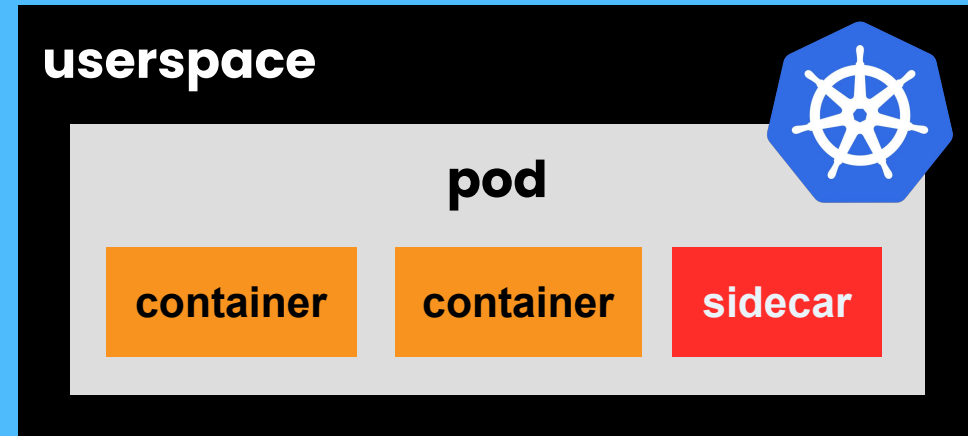 userspace
pod
container
container
sidecar